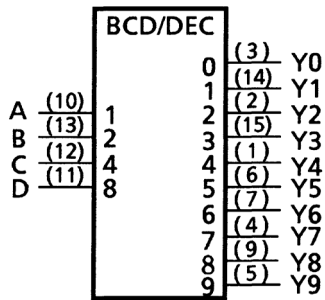 BCD/DEC
0 (3) Y0
1 (14) Y1
2 (2) Y2
A (10) 1 3 (15) Y3
B (13) 2 4 (1) Y4
C (12) 4 5 (6) Y5
D (11) 8 6 (7) Y6
7 (4) Y7
8 (9) Y8
9 (5) Y9